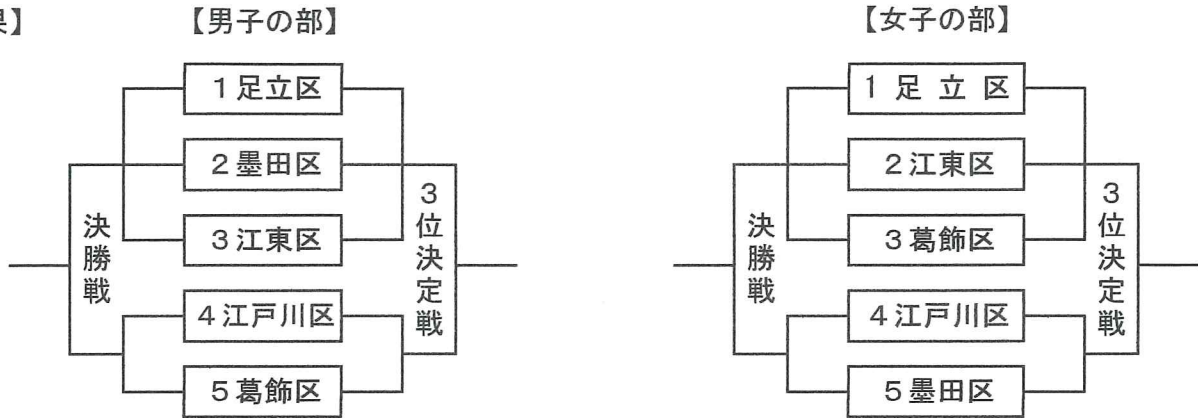 果】
【男子の部】
1足立区
2墨田区
3江東区
4江戸川区
5葛飾区
決勝戦
3位決定戦
【女子の部】
1足立区
2江東区
3葛飾区
4江戸川区
5墨田区
決勝戦
3位決定戦